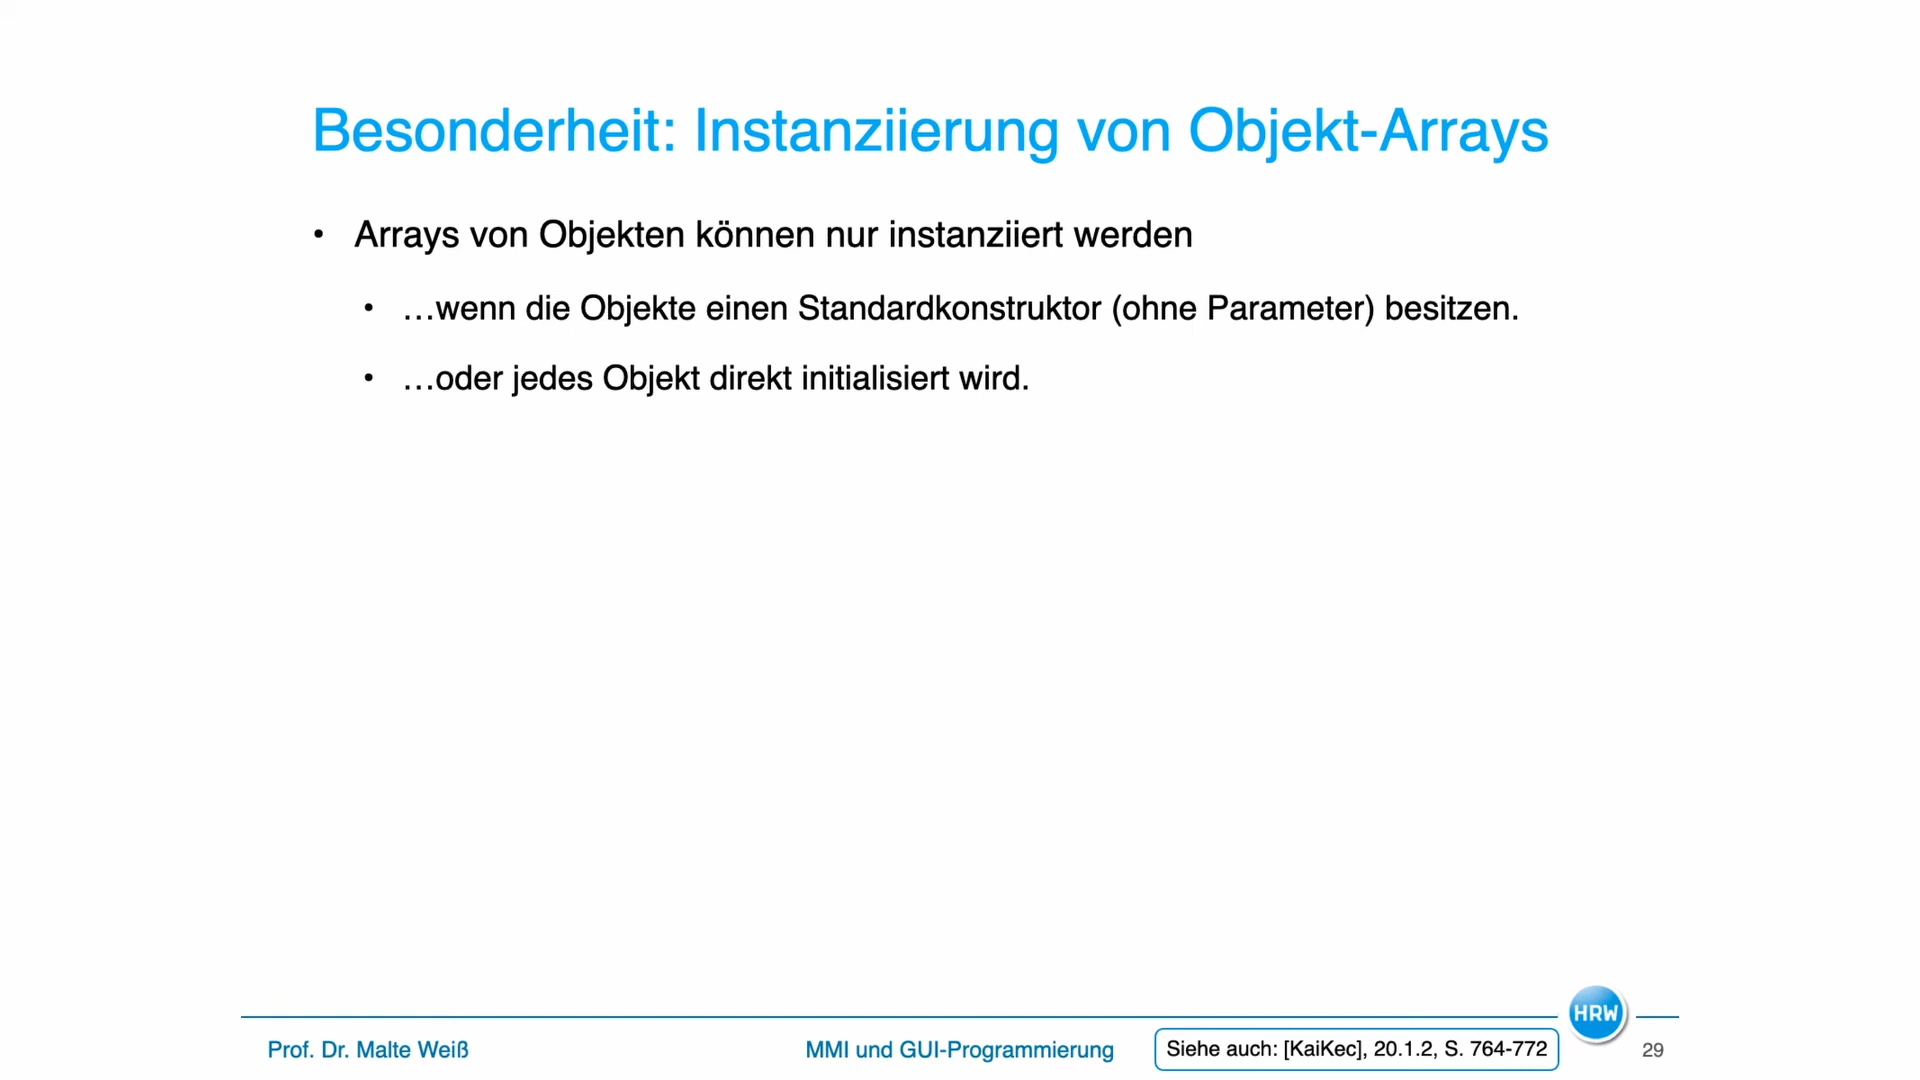 Besonderheit: Instanziierung von Objekt-Arrays
• Arrays von Objekten können nur instanziiert werden
• …wenn die Objekte einen Standardkonstruktor (ohne Parameter) besitzen.
• …oder jedes Objekt direkt initialisiert wird.
HRW
Prof. Dr. Malte Weiß
MMI und GUI-Programmierung
Siehe auch: [KaiKec], 20.1.2, S. 764-772
29